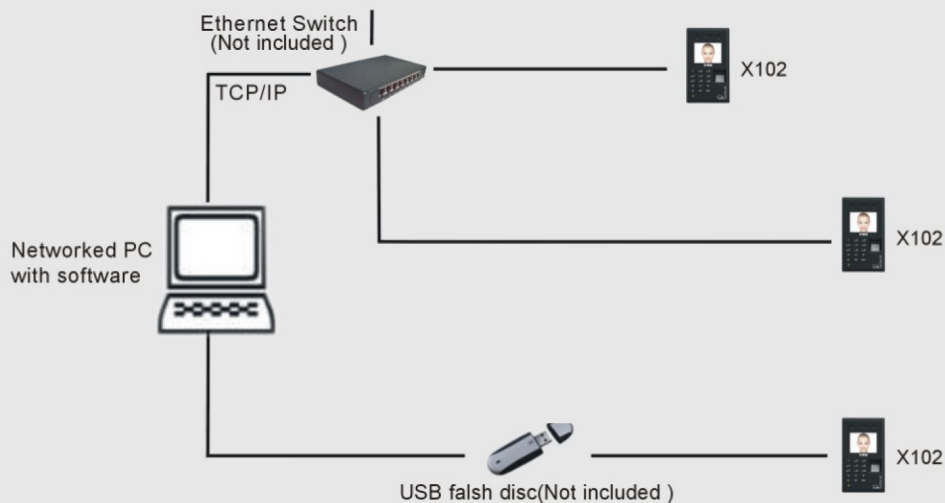 Ethernet Switch
(Not included )
TCP/IP
X102
X102
Networked PC
with software
X102
USB falsh disc(Not included )